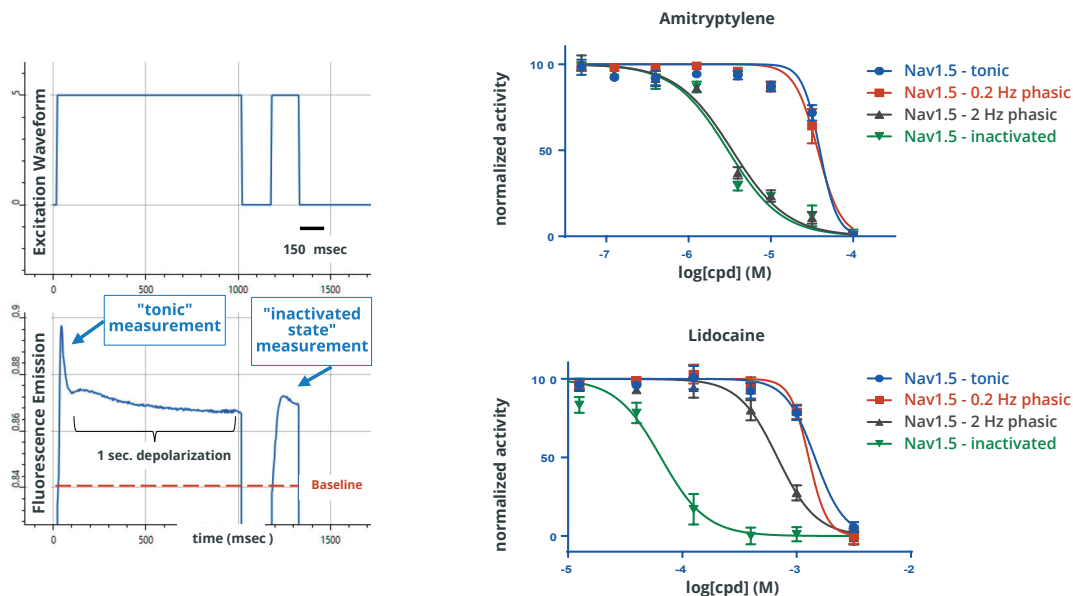 Excitation Waveform
5
0
150 msec
0
500
1000
1500
Fluorescence Emission
0.9
0.88
0.86
0.84
"tonic"
measurement
"inactivated
state"
measurement
1 sec. depolarization
Baseline
0
500
time (msec)
1500
Amitryptylene
normalized activity
10 0
50
0
-7
-6
-5
-4
log[cpd] (M)
Nav1.5 - tonic
Nav1.5 - 0.2 Hz phasic
Nav1.5 - 2 Hz phasic
Nav1.5 - inactivated
Lidocaine
normalized activity
10 0
50
0
-5
-4
-3
-2
log[cpd] (M)
Nav1.5 - tonic
Nav1.5 - 0.2 Hz phasic
Nav1.5 - 2 Hz phasic
Nav1.5 - inactivated